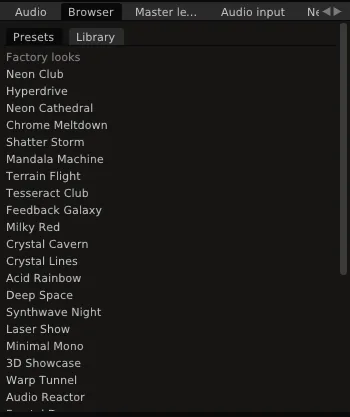 Audio Browser Master le... Audio input
Presets Library
Factory looks
Neon Club
Hyperdrive
Neon Cathedral
Chrome Meltdown
Shatter Storm
Mandala Machine
Terrain Flight
Tesseract Club
Feedback Galaxy
Milky Red
Crystal Cavern
Crystal Lines
Acid Rainbow
Deep Space
Synthwave Night
Laser Show
Minimal Mono
3D Showcase
Warp Tunnel
Audio Reactor